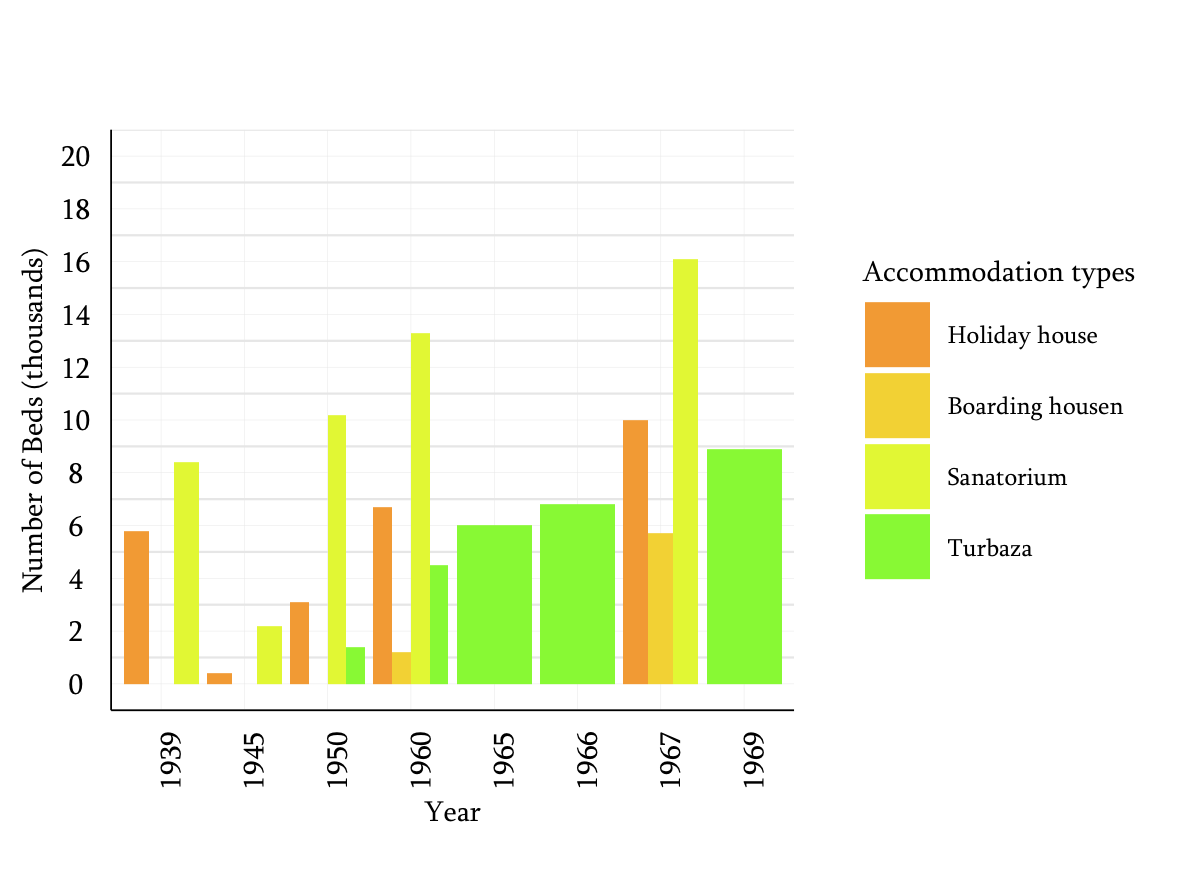 20
18
16
14
12
10
8
6
4
2
0
Number of Beds (thousands)
1939
1945
1950
1960
1965
1966
1967
1969
Year
Accommodation types
Holiday house
Boarding housen
Sanatorium
Turbaza